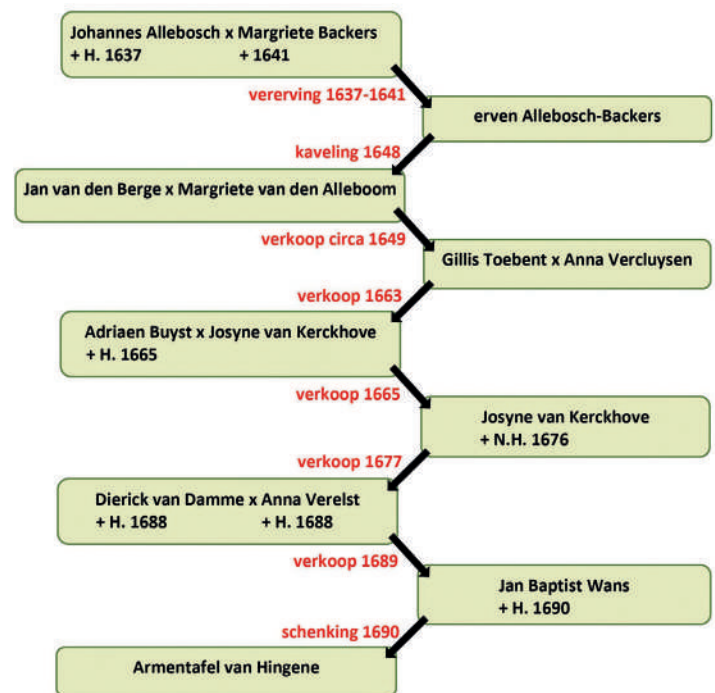 Johannes Allebosch x Margriete Backers
+ H. 1637 + 1641
vererving 1637-1641
erven Allebosch-Backers
kaveling 1648
Jan van den Berge x Margriete van den Alleboom
verkoop circa 1649
Gillis Toebent x Anna Vercluysen
verkoop 1663
Adriaen Buyst x Josyne van Kerckhove
+ H. 1665
verkoop 1665
Josyne van Kerckhove
+ N.H. 1676
verkoop 1677
Dierick van Damme x Anna Verelst
+ H. 1688 + H. 1688
verkoop 1689
Jan Baptist Wans
+ H. 1690
schenking 1690
Armentafel van Hingene